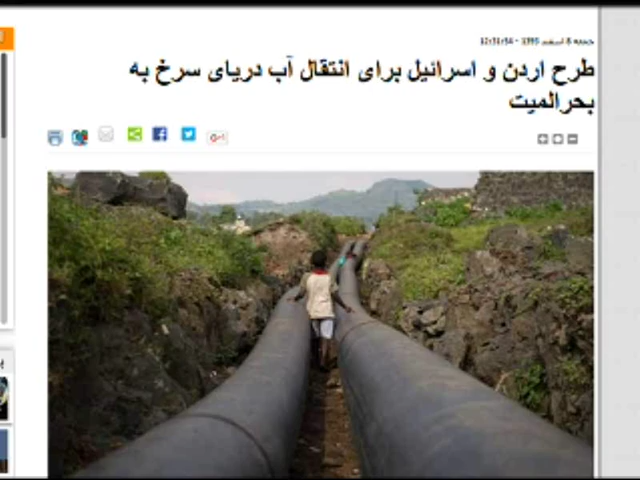 طرح اردن و اسرائیل برای انتقال آب دریای سرخ به
بحرالمیت